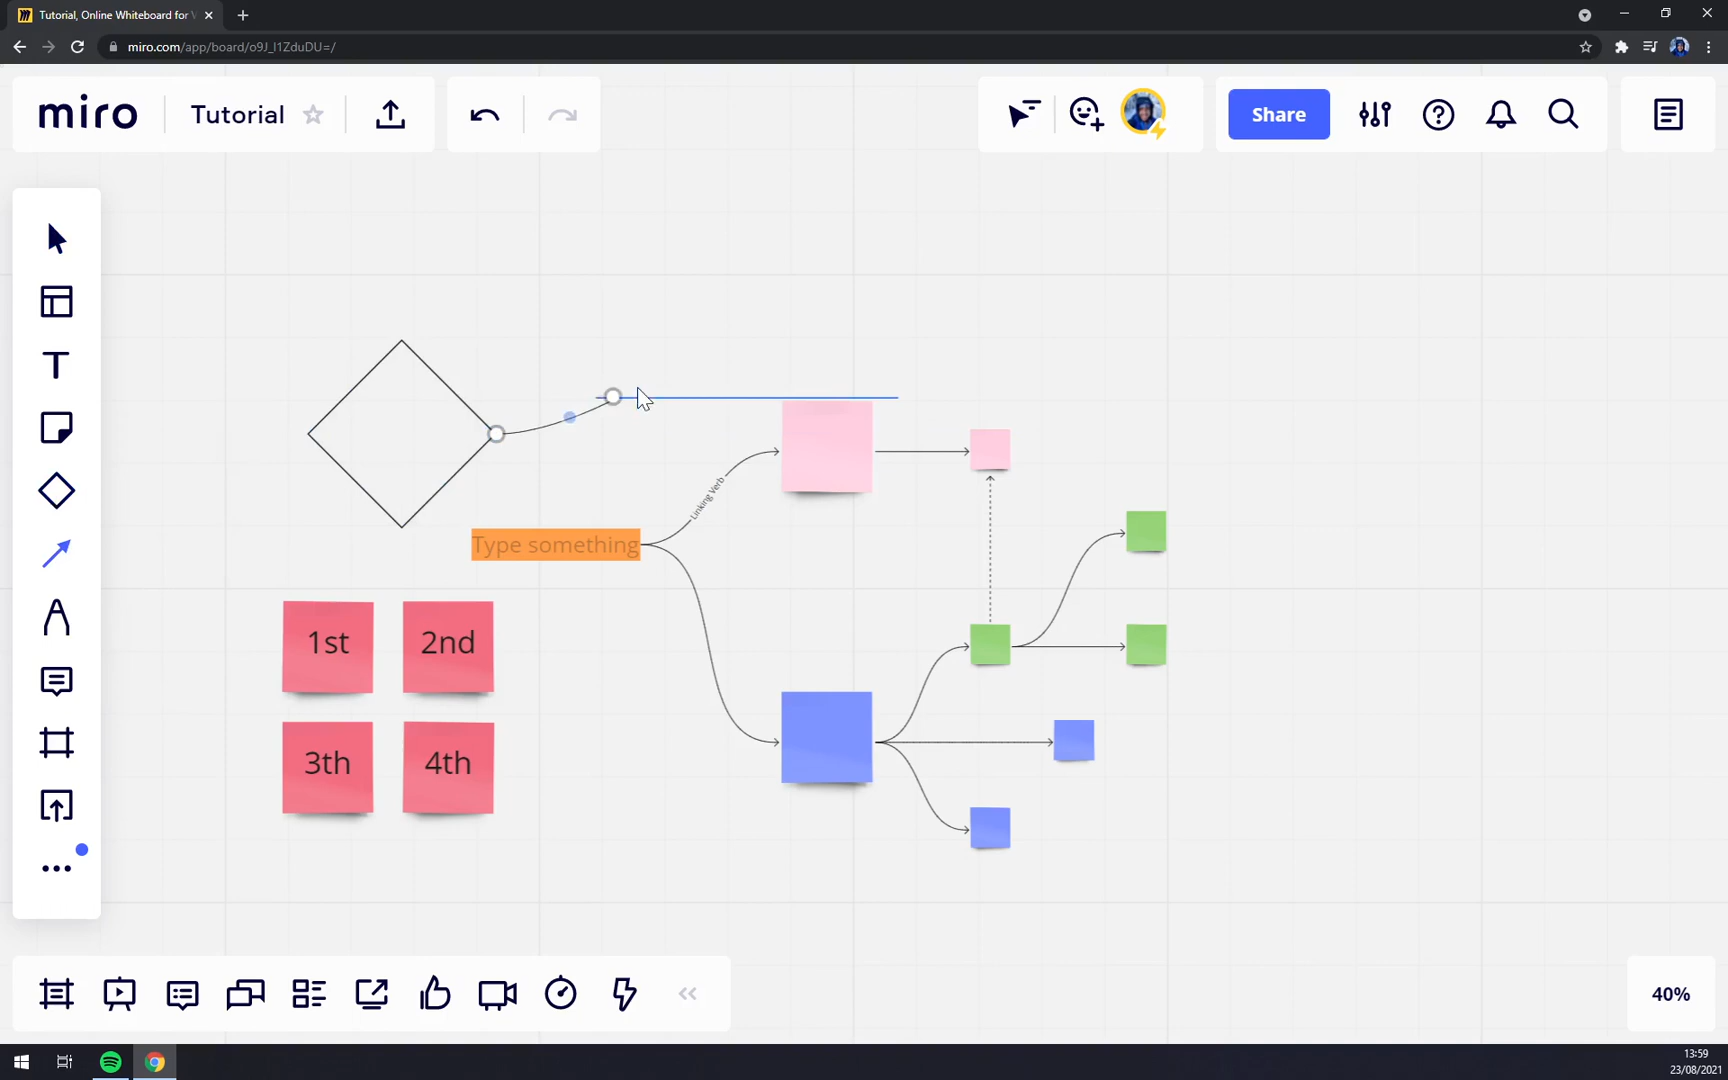 Tutorial, Online Whiteboard for
miro.com/app/board/o9J_l1ZduDU=/
miro
Tutorial
Share
Linking Verb
Type something
1st
2nd
3th
4th
40%
13:59
23/08/2021